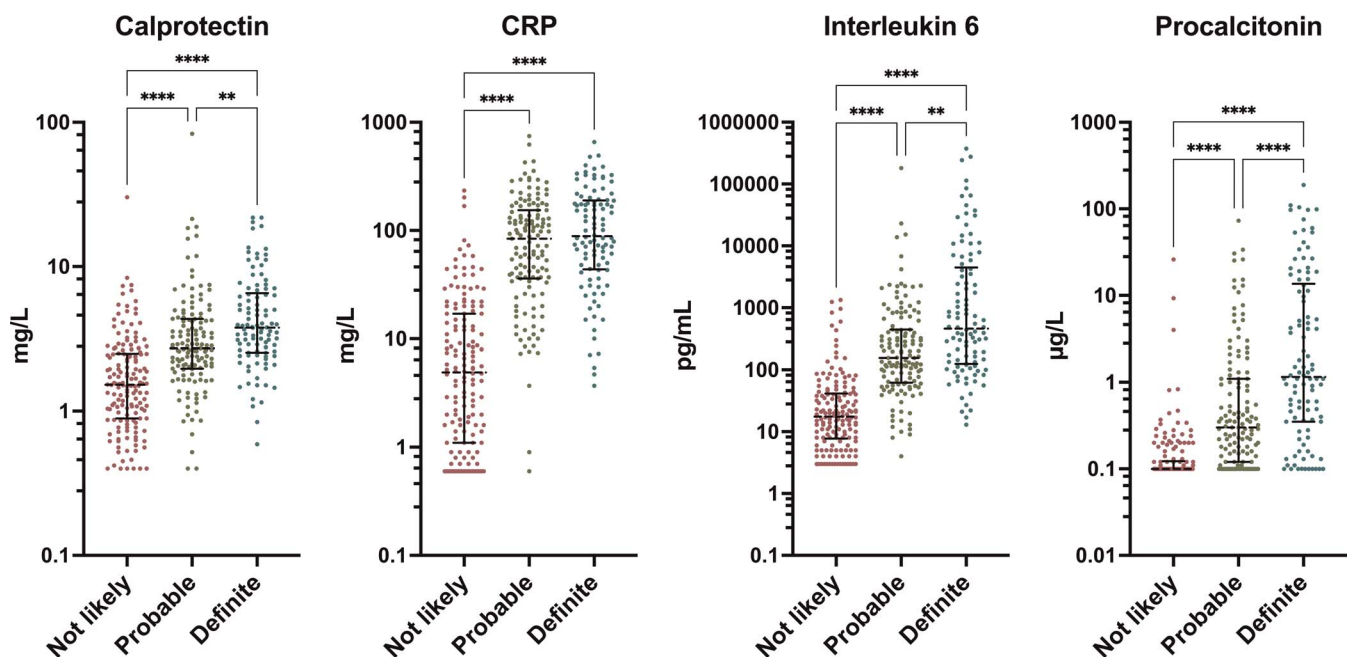 Calprotectin
****
****
**
mg/L
100
10
1
0.1
Not likely
Probable
Definite
CRP
****
****
mg/L
1000
100
10
1
0.1
Not likely
Probable
Definite
Interleukin 6
****
****
**
pg/mL
1000000
100000
10000
1000
100
10
1
0.1
Not likely
Probable
Definite
Procalcitonin
****
****
****
µg/L
1000
100
10
1
0.1
0.01
Not likely
Probable
Definite